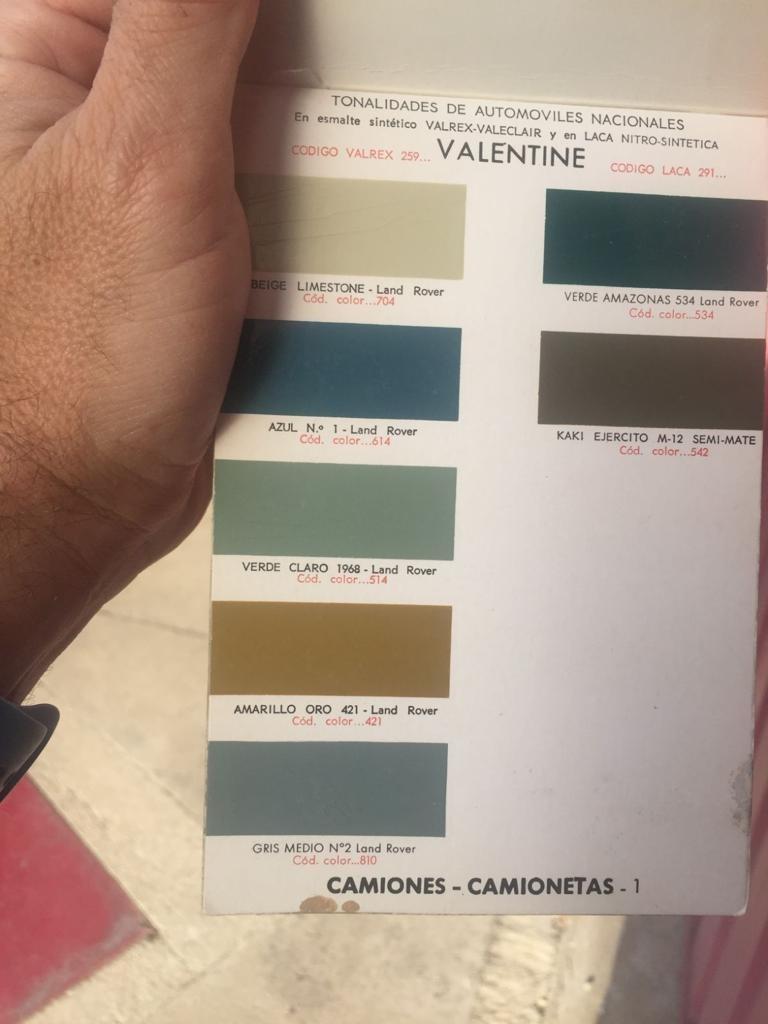 TONALIDADES DE AUTOMOVILES NACIONALES
En esmalte sintético VALREX-VALECLAIR y en LACA NITRO-SINTETICA
CODIGO VALREX 259... VALENTINE CODIGO LACA 291...
BEIGE LIMESTONE - Land Rover
Cód. color...704
VERDE AMAZONAS 534 Land Rover
Cód. color...534
AZUL N.º 1 - Land Rover
Cód. color...614
KAKI EJERCITO M-12 SEMI-MATE
Cód. color...542
VERDE CLARO 1968 - Land Rover
Cód. color...514
AMARILLO ORO 421 - Land Rover
Cód. color...421
GRIS MEDIO Nº2 Land Rover
Cód. color...810
CAMIONES - CAMIONETAS - 1